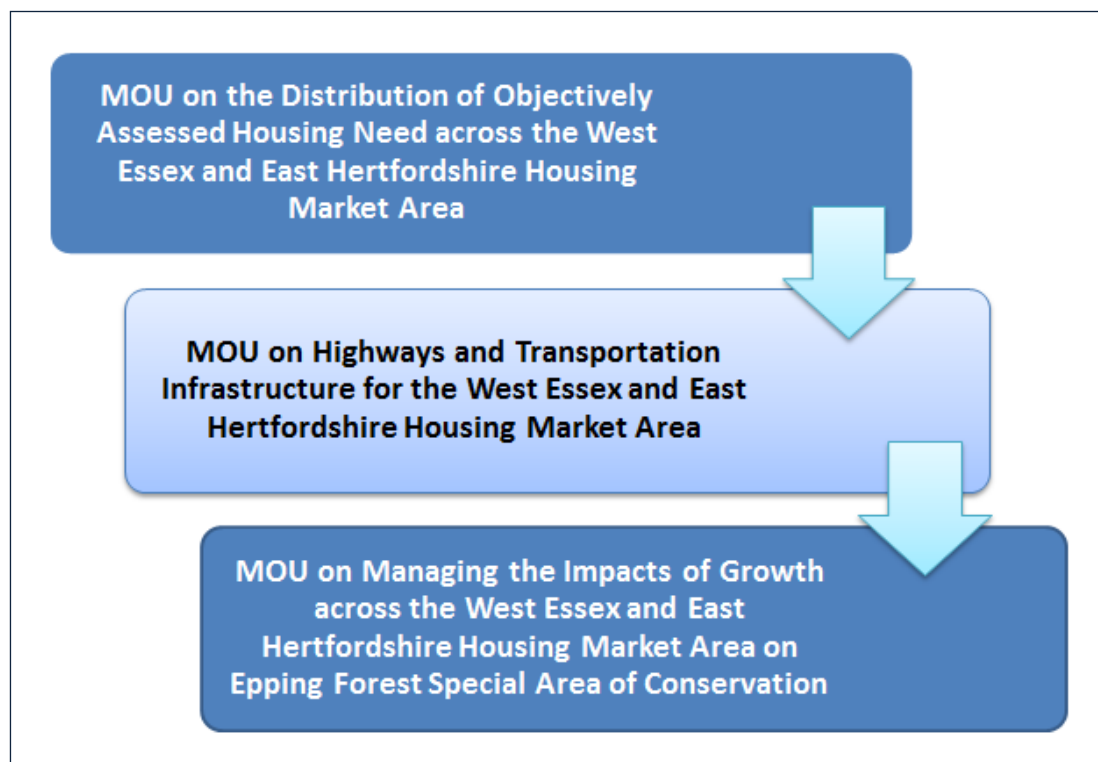 MOU on the Distribution of Objectively
Assessed Housing Need across the West
Essex and East Hertfordshire Housing
Market Area
MOU on Highways and Transportation
Infrastructure for the West Essex and East
Hertfordshire Housing Market Area
MOU on Managing the Impacts of Growth
across the West Essex and East
Hertfordshire Housing Market Area on
Epping Forest Special Area of Conservation